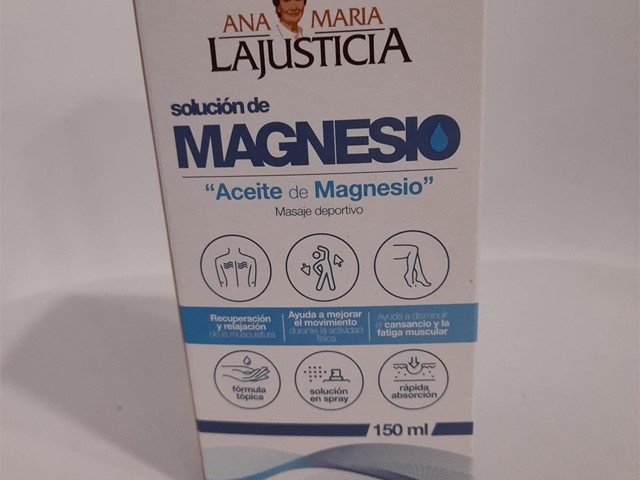 ANA MARIA
LAJUSTICIA
solución de
MAGNESIO
“Aceite de Magnesio”
Masaje deportivo
Recuperación
y relajación
de la musculatura
Ayuda a mejorar
el movimiento
durante la actividad
física
Ayuda a disminuir
el cansancio y la
fatiga muscular
fórmula
tópica
solución
en spray
rápida
absorción
150 ml